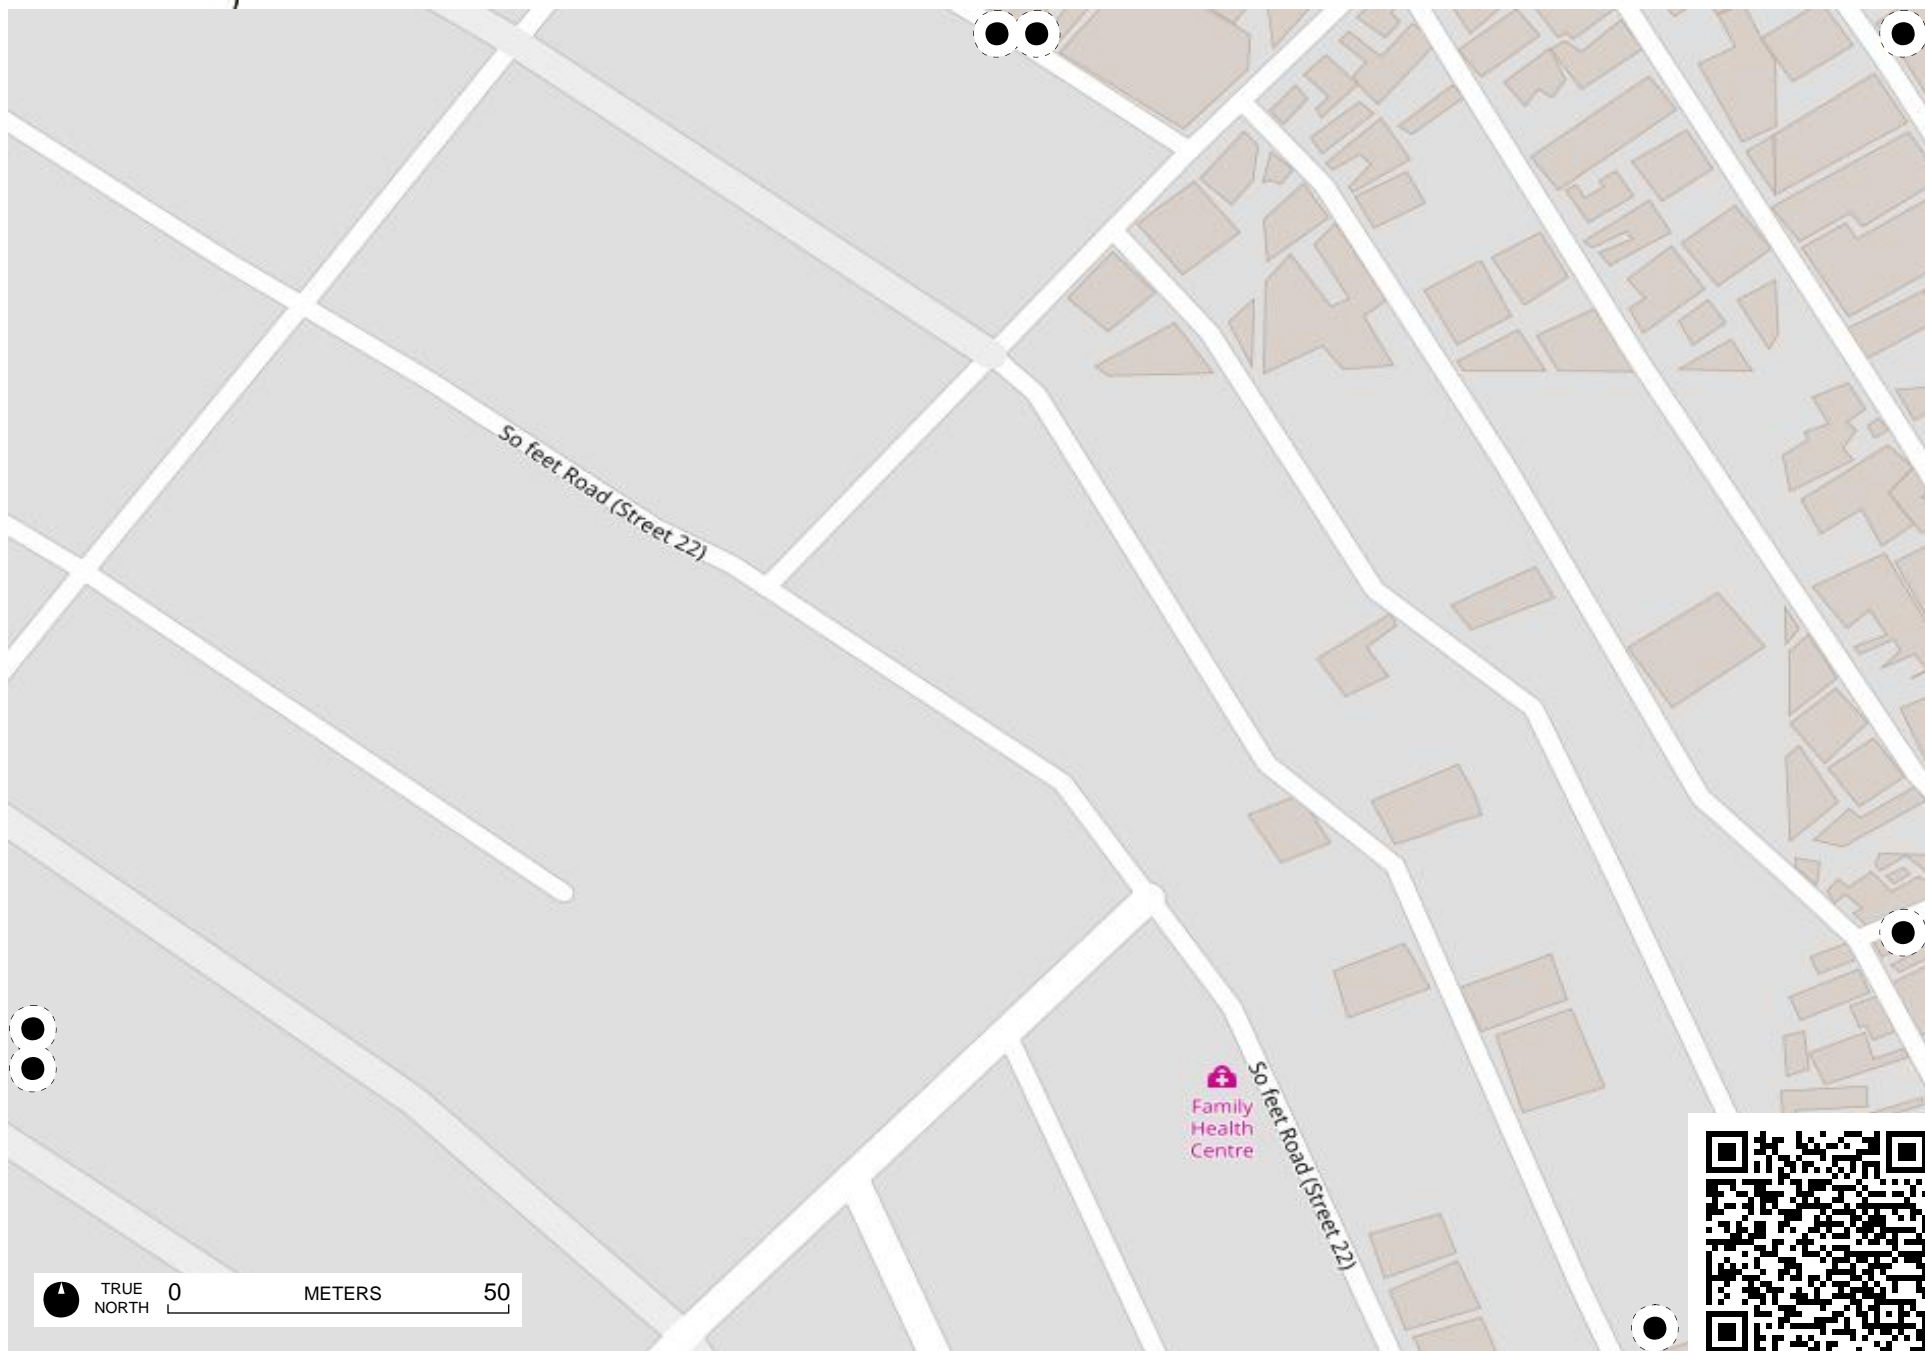 So feet Road (Street 22)
Family
Health
Centre
So feet Road (Street 22)
TRUE
NORTH
0 METERS 50